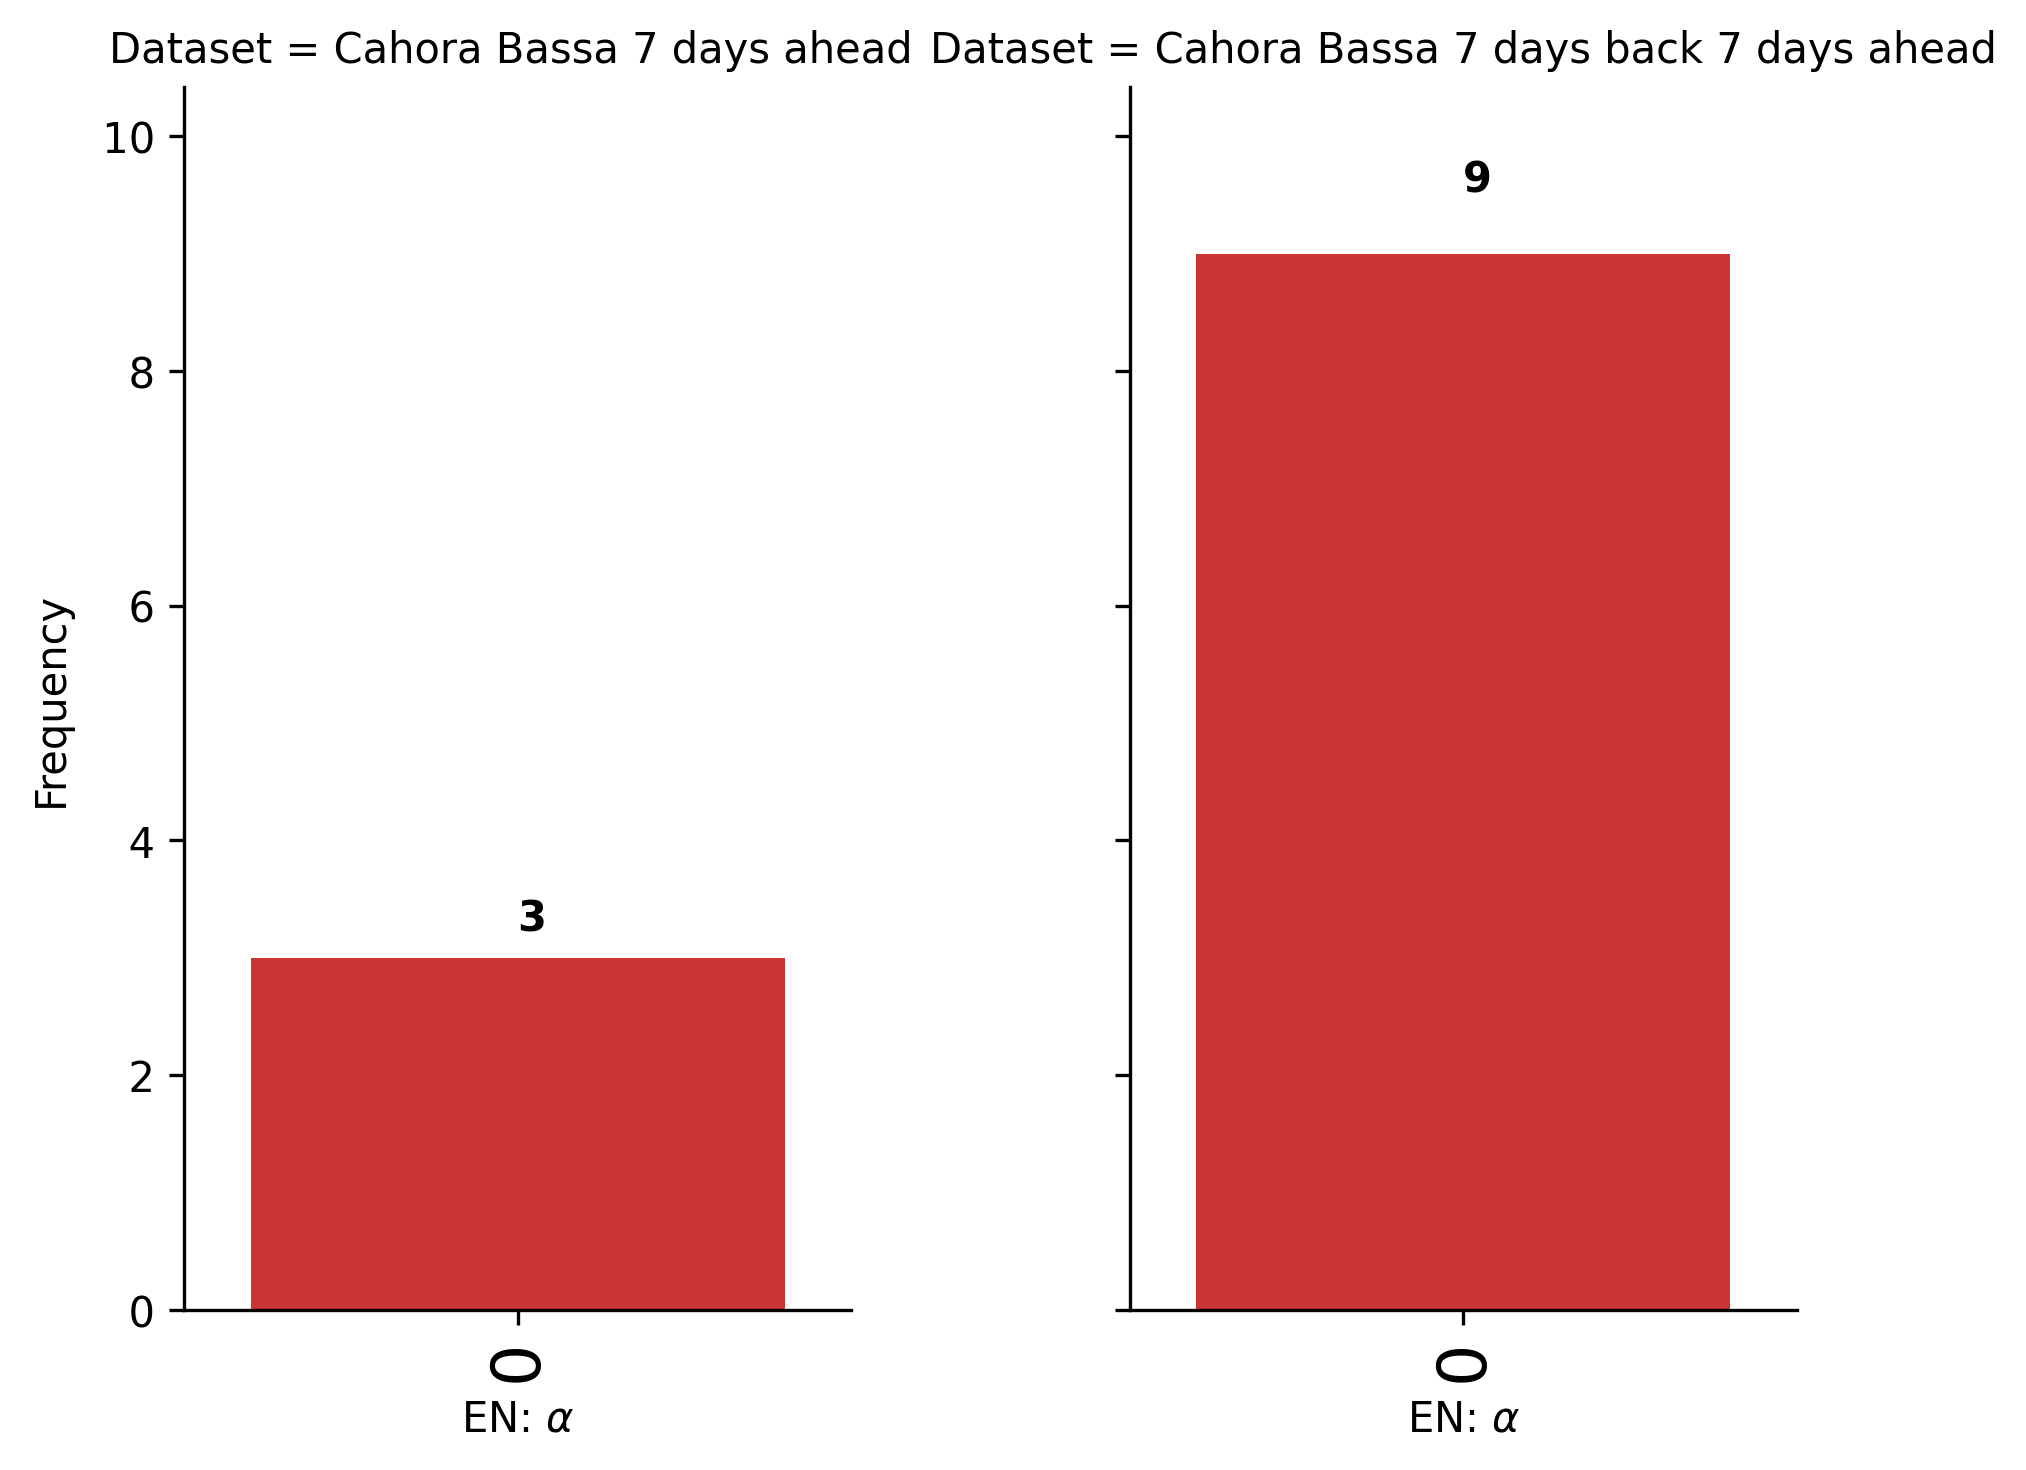 Dataset = Cahora Bassa 7 days ahead
Dataset = Cahora Bassa 7 days back 7 days ahead
Frequency
10
8
6
4
2
0
3
9
0
0
EN: α
EN: α